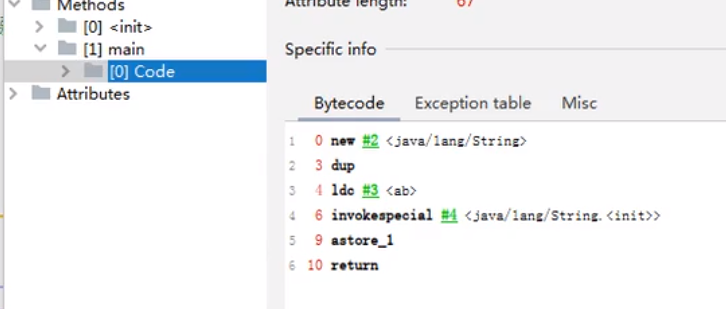 Methods
[0] <init>
[1] main
[0] Code
Attributes
Attribute length: 67
Specific info
Bytecode Exception table Misc
1 0 new #2 <java/lang/String>
2 3 dup
3 4 ldc #3 <ab>
4 6 invokespecial #4 <java/lang/String.<init>>
5 9 astore_1
6 10 return